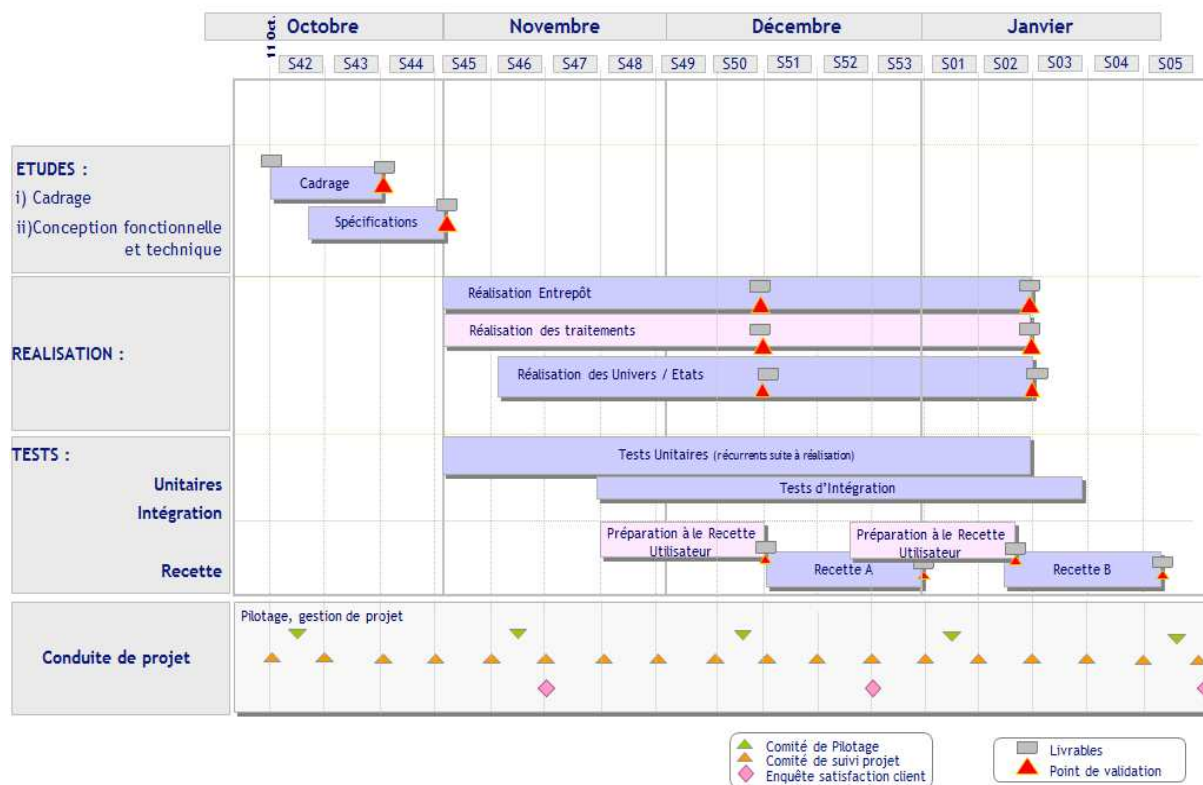 11 Oct.
Octobre
Novembre
Décembre
Janvier
S42
S43
S44
S45
S46
S47
S48
S49
S50
S51
S52
S53
S01
S02
S03
S04
S05
ETUDES :
i) Cadrage
ii)Conception fonctionnelle
et technique
Cadrage
Spécifications
REALISATION :
Réalisation Entrepôt
Réalisation des traitements
Réalisation des Univers / Etats
TESTS :
Unitaires
Intégration
Recette
Tests Unitaires (récurrents suite à réalisation)
Tests d'Intégration
Préparation à le Recette
Utilisateur
Préparation à le Recette
Utilisateur
Recette A
Recette B
Conduite de projet
Pilotage, gestion de projet
Comité de Pilotage
Comité de suivi projet
Enquête satisfaction client
Livrables
Point de validation